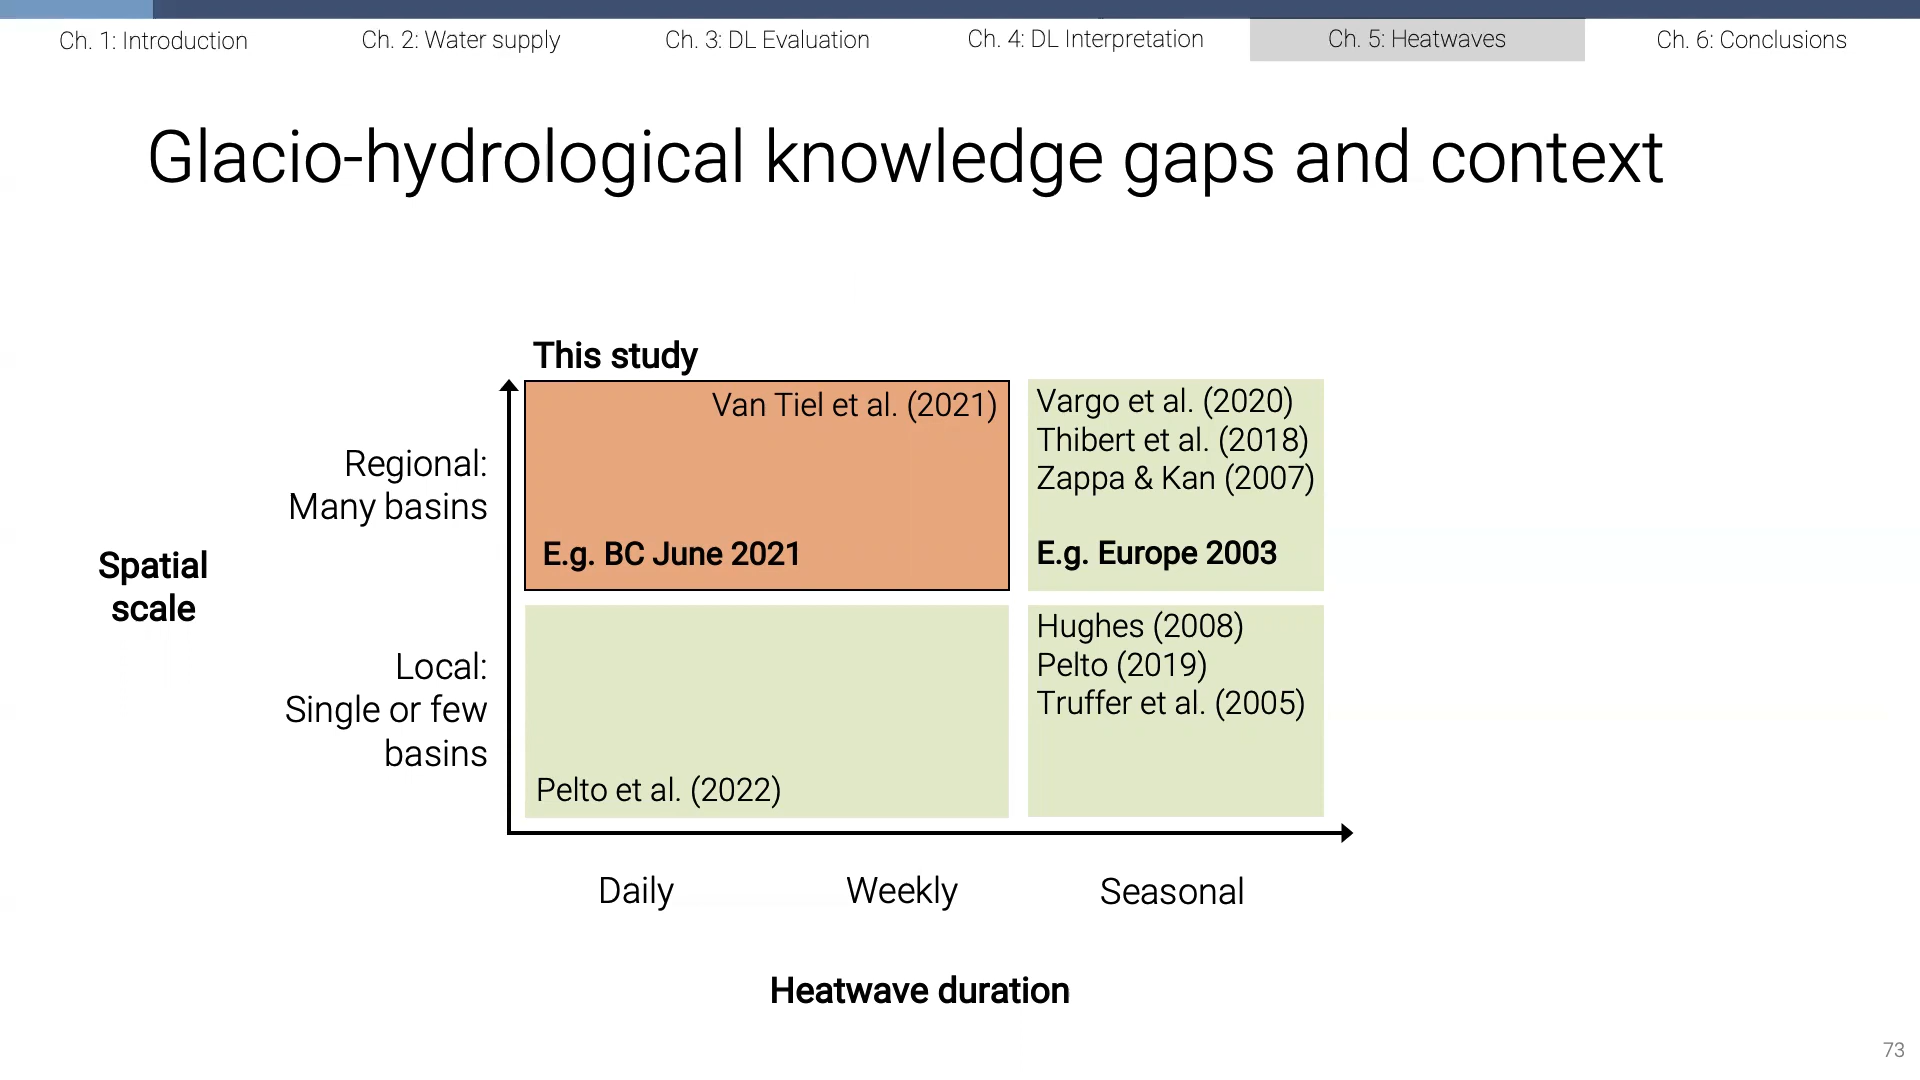 Ch. 1: Introduction
Ch. 2: Water supply
Ch. 3: DL Evaluation
Ch. 4: DL Interpretation
Ch. 5: Heatwaves
Ch. 6: Conclusions
Glacio-hydrological knowledge gaps and context
This study
Van Tiel et al. (2021)
E.g. BC June 2021
Vargo et al. (2020)
Thibert et al. (2018)
Zappa & Kan (2007)
E.g. Europe 2003
Regional:
Many basins
Spatial
scale
Local:
Single or few
basins
Pelto et al. (2022)
Hughes (2008)
Pelto (2019)
Truffer et al. (2005)
Daily
Weekly
Seasonal
Heatwave duration
73